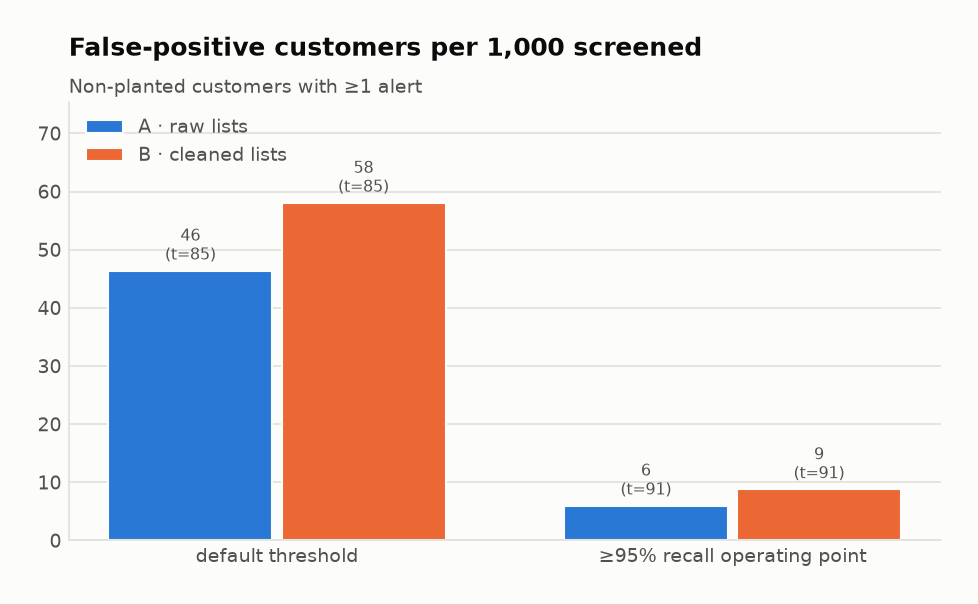 False-positive customers per 1,000 screened
Non-planted customers with ≥1 alert
A · raw lists
B · cleaned lists
70
60
50
40
30
20
10
0
46
(t=85)
58
(t=85)
6
(t=91)
9
(t=91)
default threshold
≥95% recall operating point